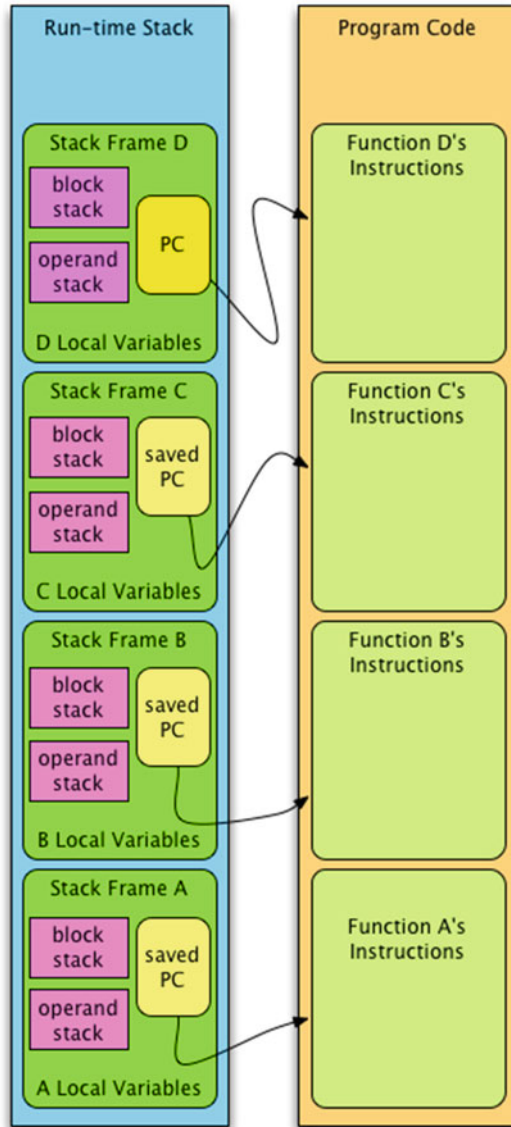 Run-time Stack
Stack Frame D
block
stack
PC
operand
stack
D Local Variables
Stack Frame C
block
stack
saved
PC
operand
stack
C Local Variables
Stack Frame B
block
stack
saved
PC
operand
stack
B Local Variables
Stack Frame A
block
stack
saved
PC
operand
stack
A Local Variables
Program Code
Function D's
Instructions
Function C's
Instructions
Function B's
Instructions
Function A's
Instructions